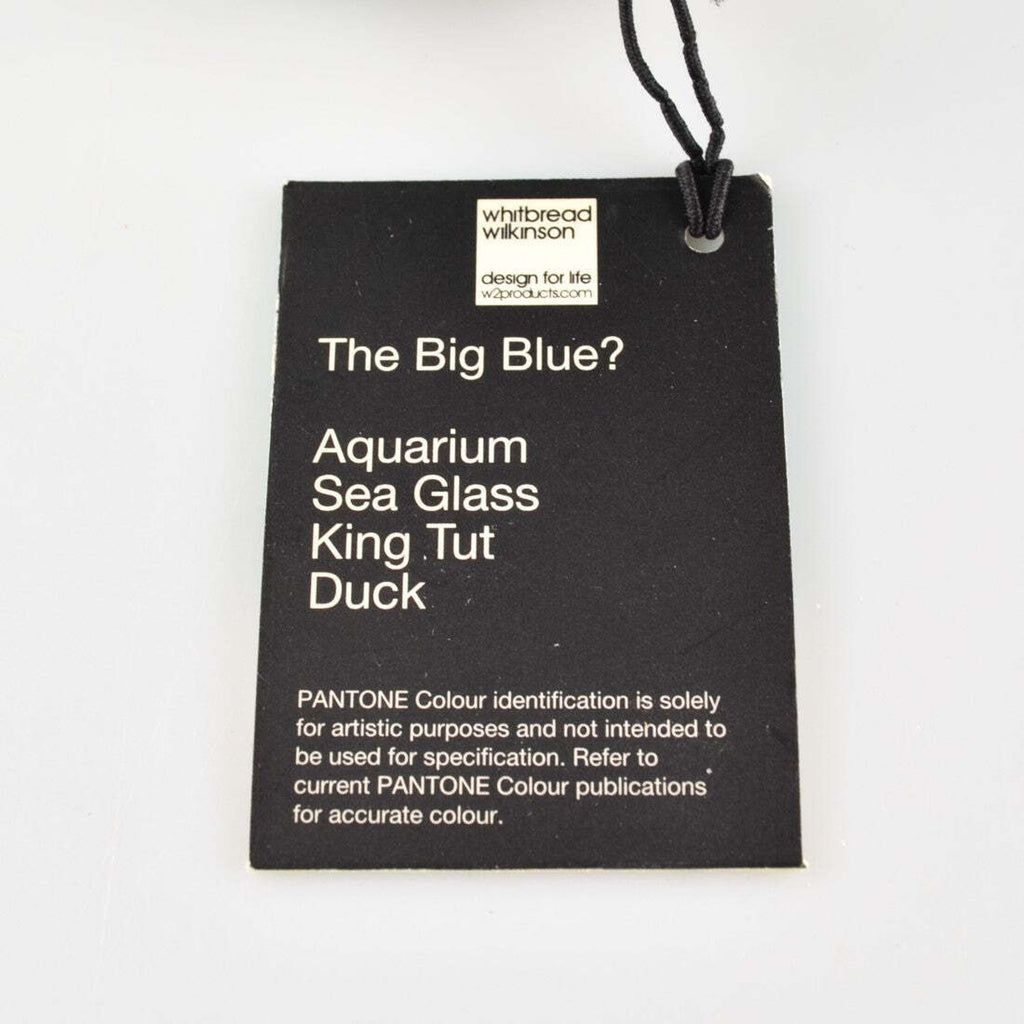 whitbread
wilkinson
design for life
w2products.com
The Big Blue?
Aquarium
Sea Glass
King Tut
Duck
PANTONE Colour identification is solely
for artistic purposes and not intended to
be used for specification. Refer to
current PANTONE Colour publications
for accurate colour.